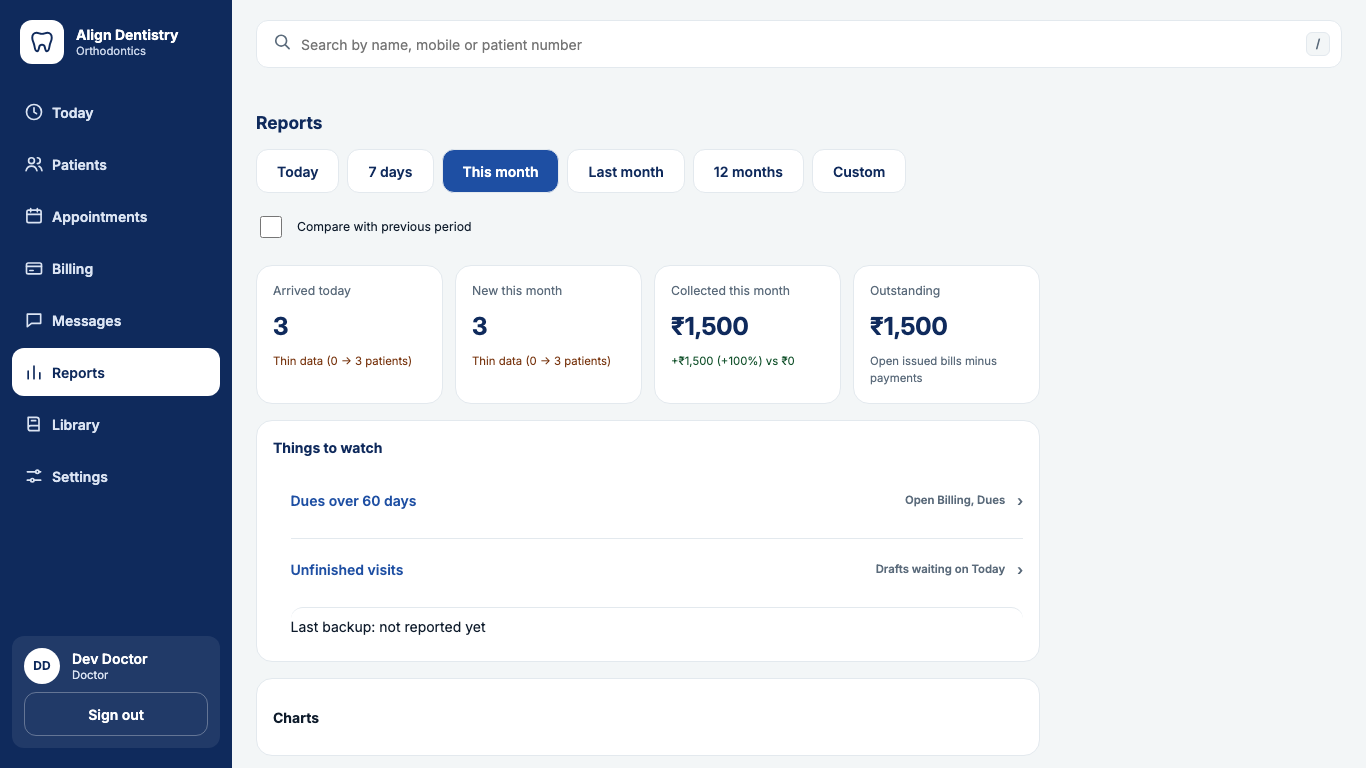 Align Dentistry
Orthodontics
Today
Patients
Appointments
Billing
Messages
Reports
Library
Settings
DD
Dev Doctor
Doctor
Sign out
Search by name, mobile or patient number
/
Reports
Today
7 days
This month
Last month
12 months
Custom
Compare with previous period
Arrived today
3
Thin data (0 → 3 patients)
New this month
3
Thin data (0 → 3 patients)
Collected this month
₹1,500
+₹1,500 (+100%) vs ₹0
Outstanding
₹1,500
Open issued bills minus
payments
Things to watch
Dues over 60 days
Open Billing, Dues ›
Unfinished visits
Drafts waiting on Today ›
Last backup: not reported yet
Charts